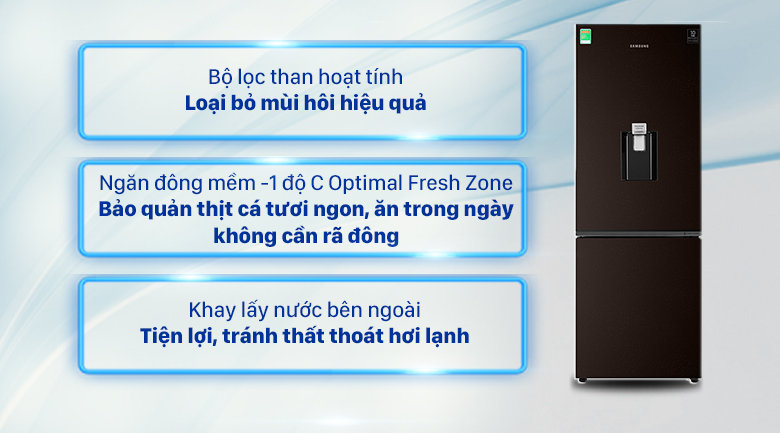 Bộ lọc than hoạt tính
Loại bỏ mùi hôi hiệu quả
Ngăn đông mềm -1 độ C Optimal Fresh Zone
Bảo quản thịt cá tươi ngon, ăn trong ngày
không cần rã đông
Khay lấy nước bên ngoài
Tiện lợi, tránh thất thoát hơi lạnh
SAMSUNG